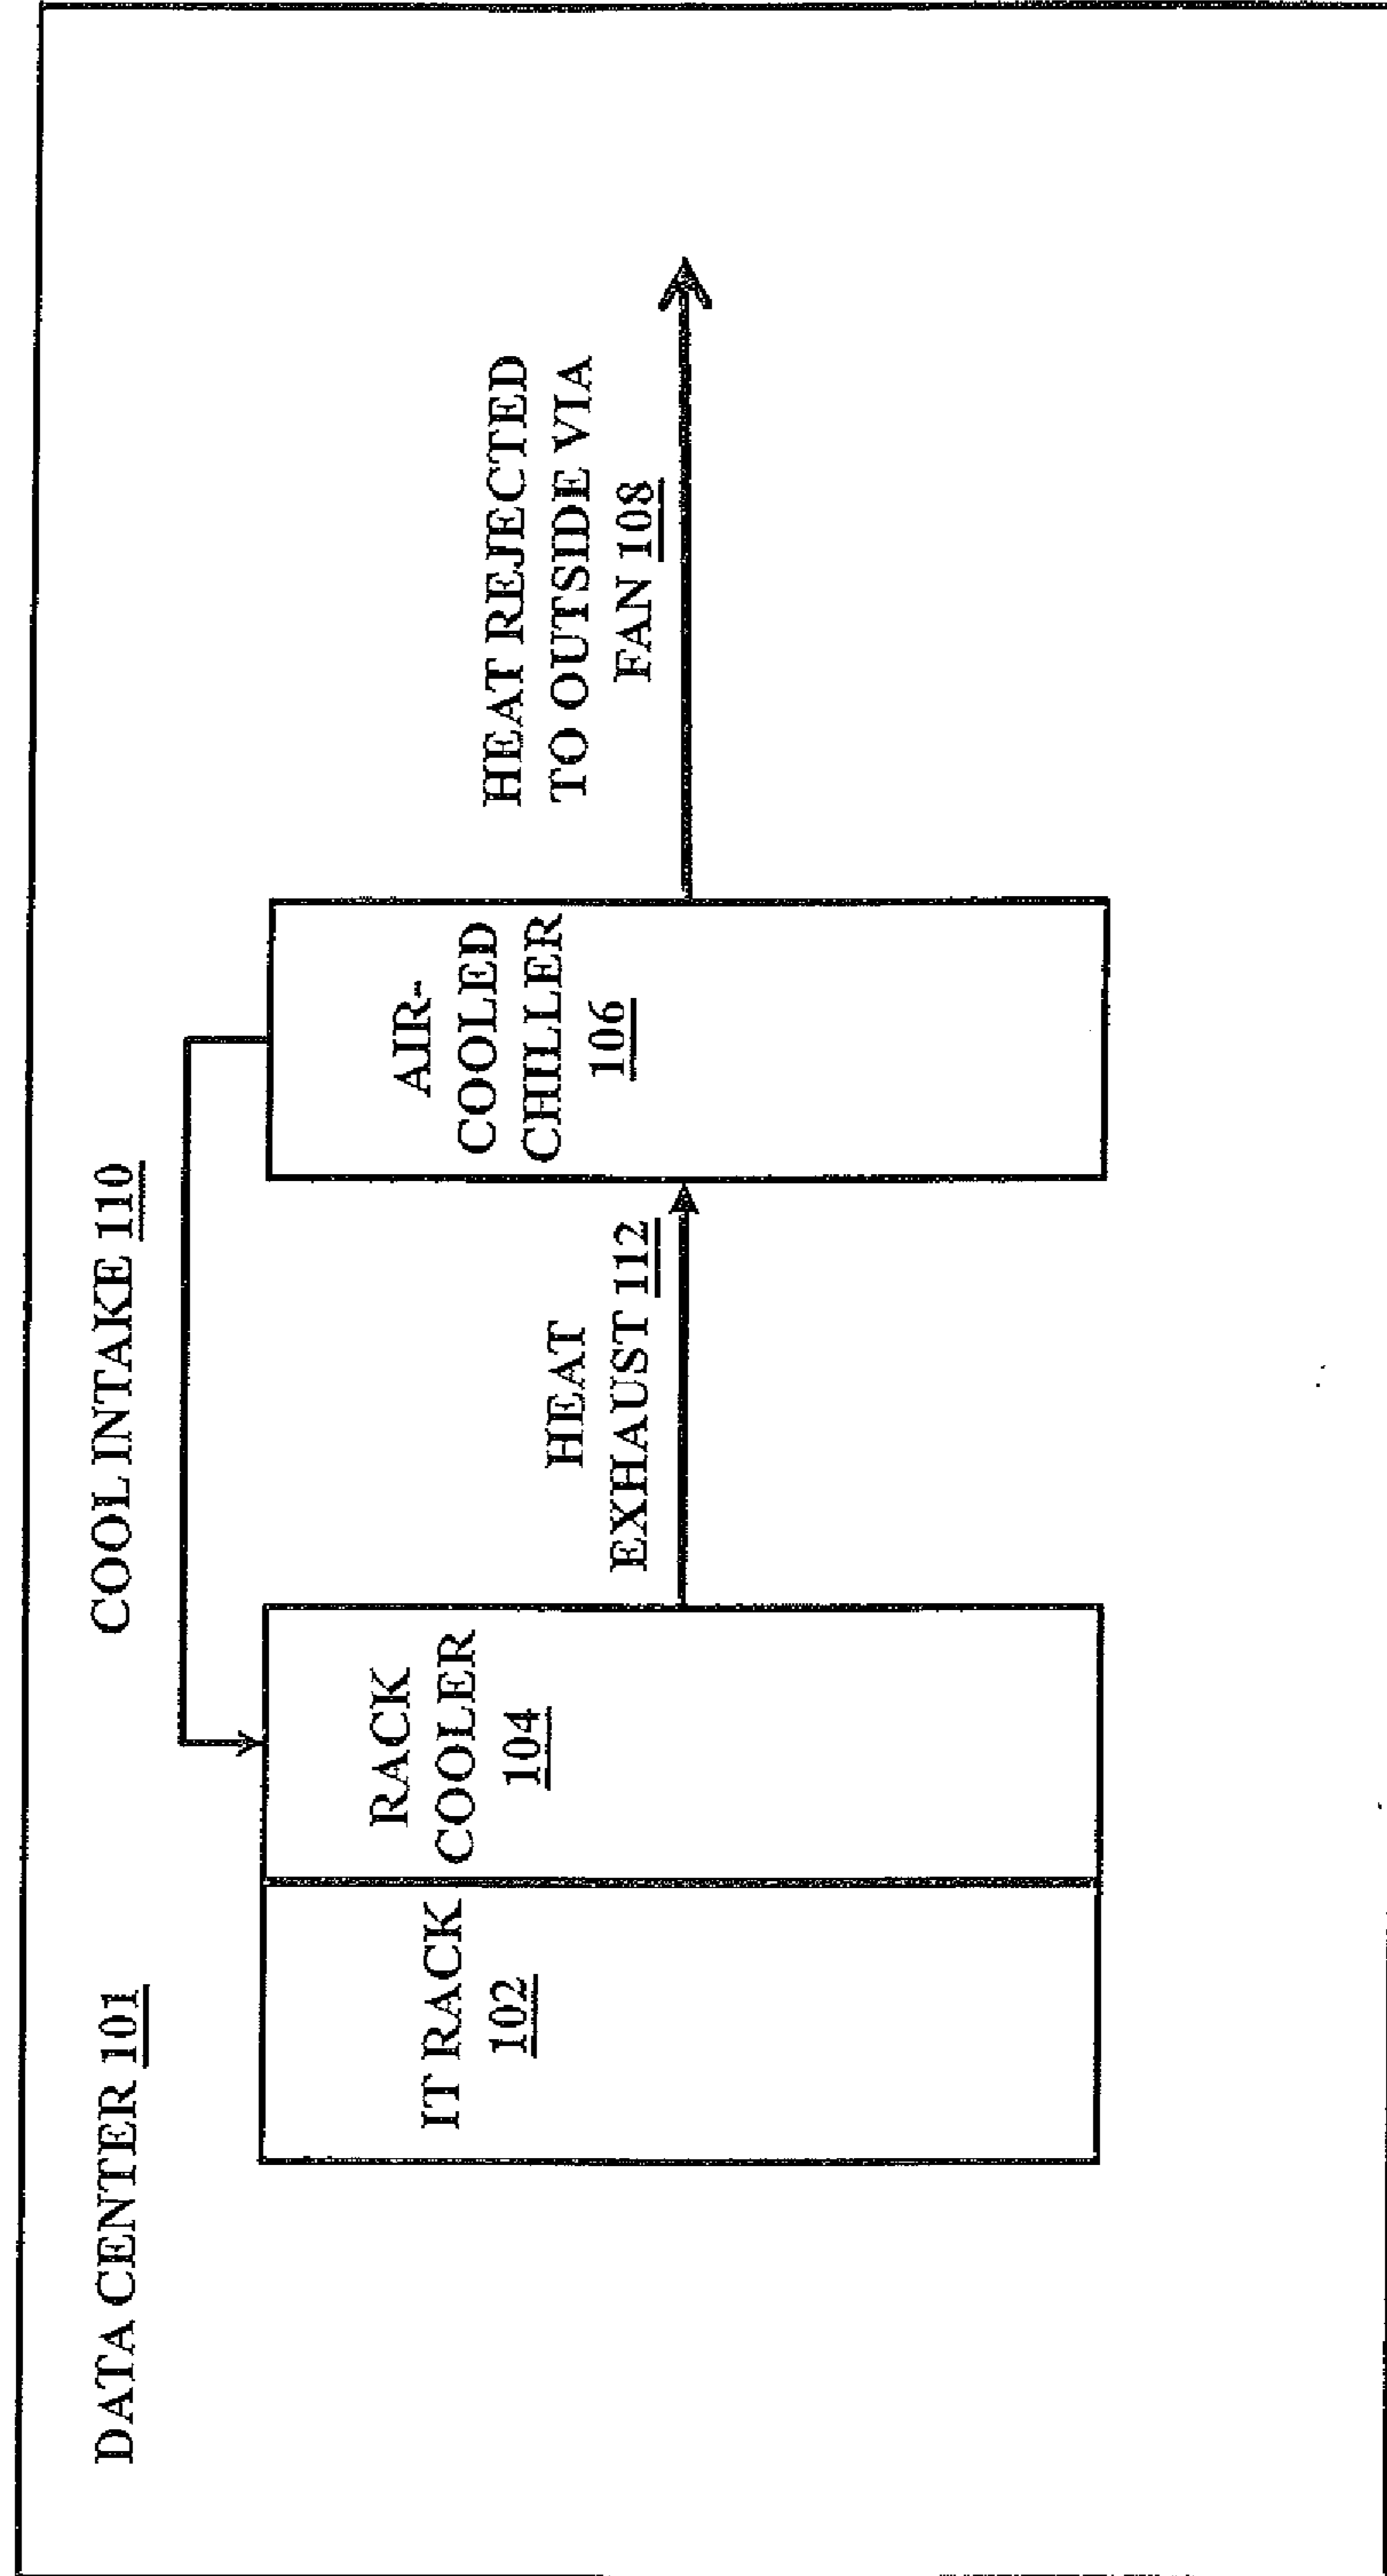 DATA CENTER 101
COOL INTAKE 110
IT RACK
102
RACK
COOLER
104
HEAT
EXHAUST 112
AIR-
COOLED
CHILLER
106
HEAT REJECTED
TO OUTSIDE VIA
FAN 108